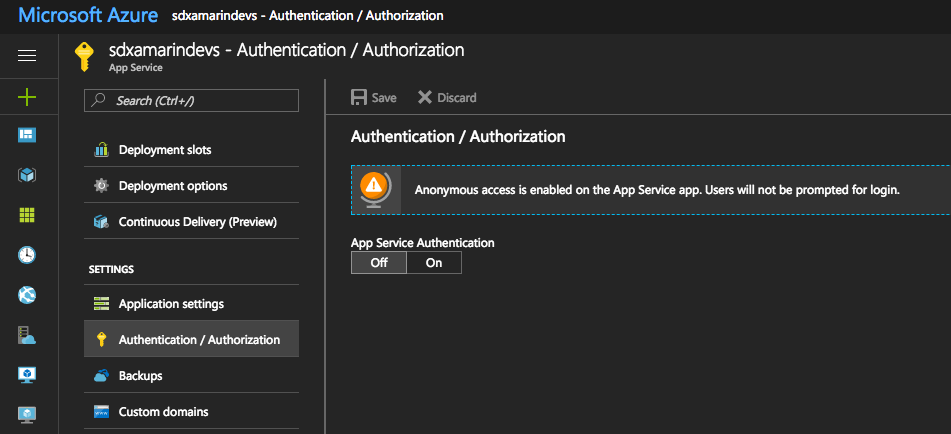 Microsoft Azure sdxamarindevs - Authentication / Authorization
sdxamarindevs - Authentication / Authorization
App Service
Search (Ctrl+/)
Deployment slots
Deployment options
Continuous Delivery (Preview)
SETTINGS
Application settings
Authentication / Authorization
Backups
Custom domains
Save Discard
Authentication / Authorization
Anonymous access is enabled on the App Service app. Users will not be prompted for login.
App Service Authentication
Off On